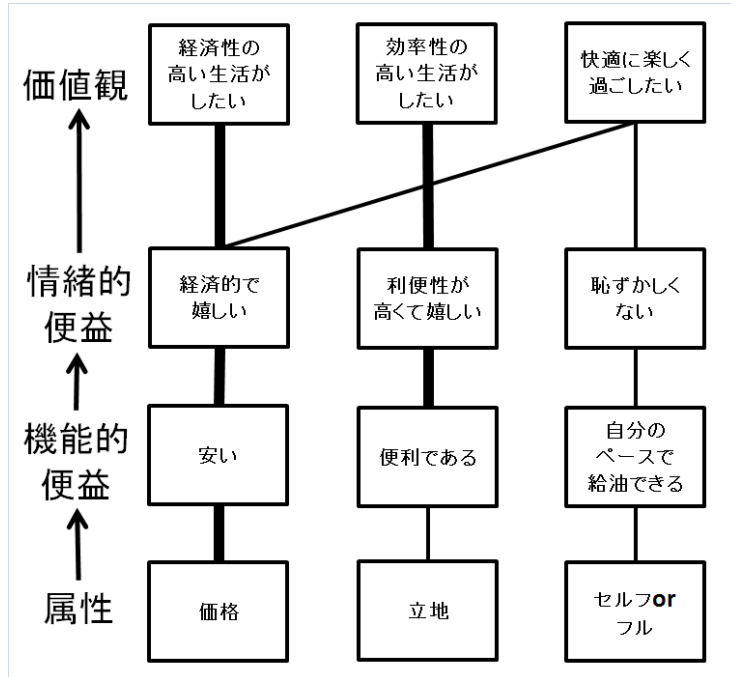 価値観
経済性の
高い生活が
したい
効率性の
高い生活が
したい
快適に楽しく
過ごしたい
情緒的
便益
経済的で
嬉しい
利便性が
高くて嬉しい
恥ずかしく
ない
機能的
便益
安い
便利である
自分の
ペースで
給油できる
属性
価格
立地
セルフor
フル